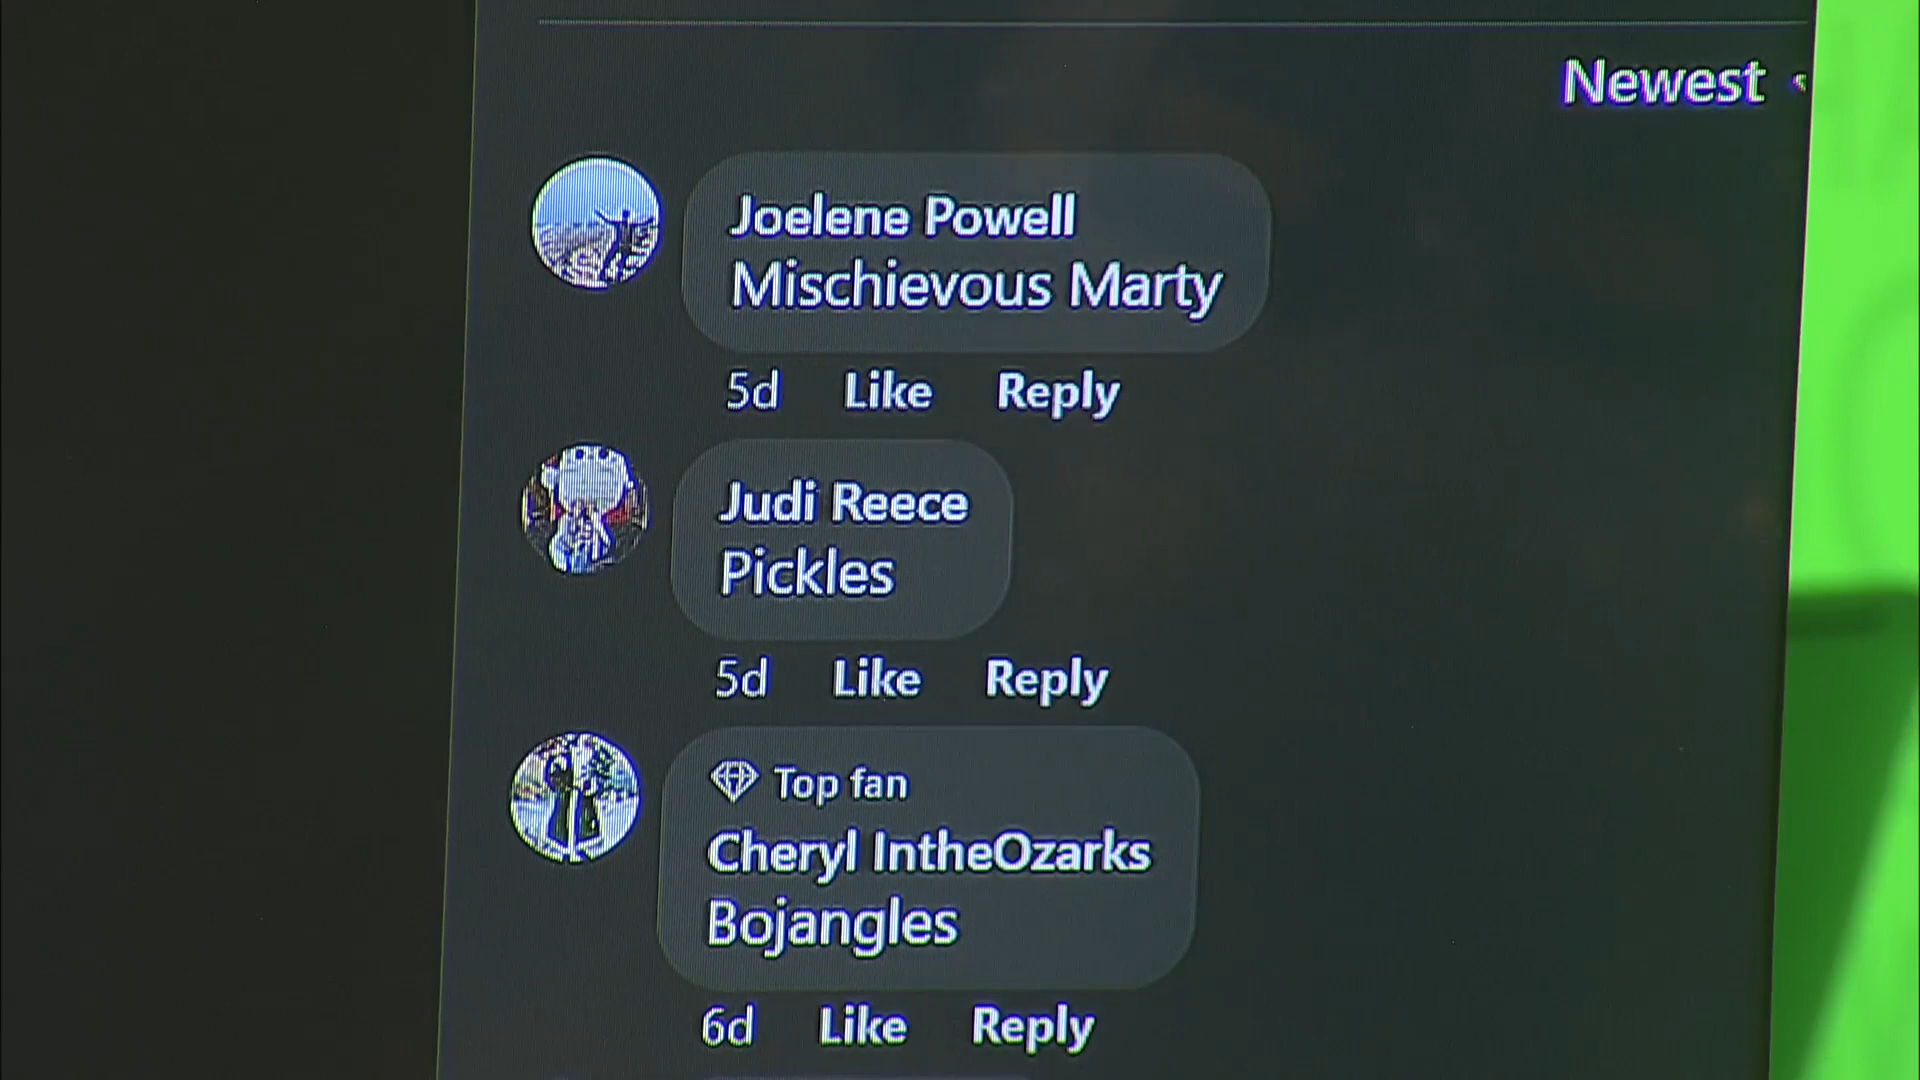 Newest
Joelene Powell
Mischievous Marty
5d Like Reply
Judi Reece
Pickles
5d Like Reply
Top fan
Cheryl IntheOzarks
Bojangles
6d Like Reply